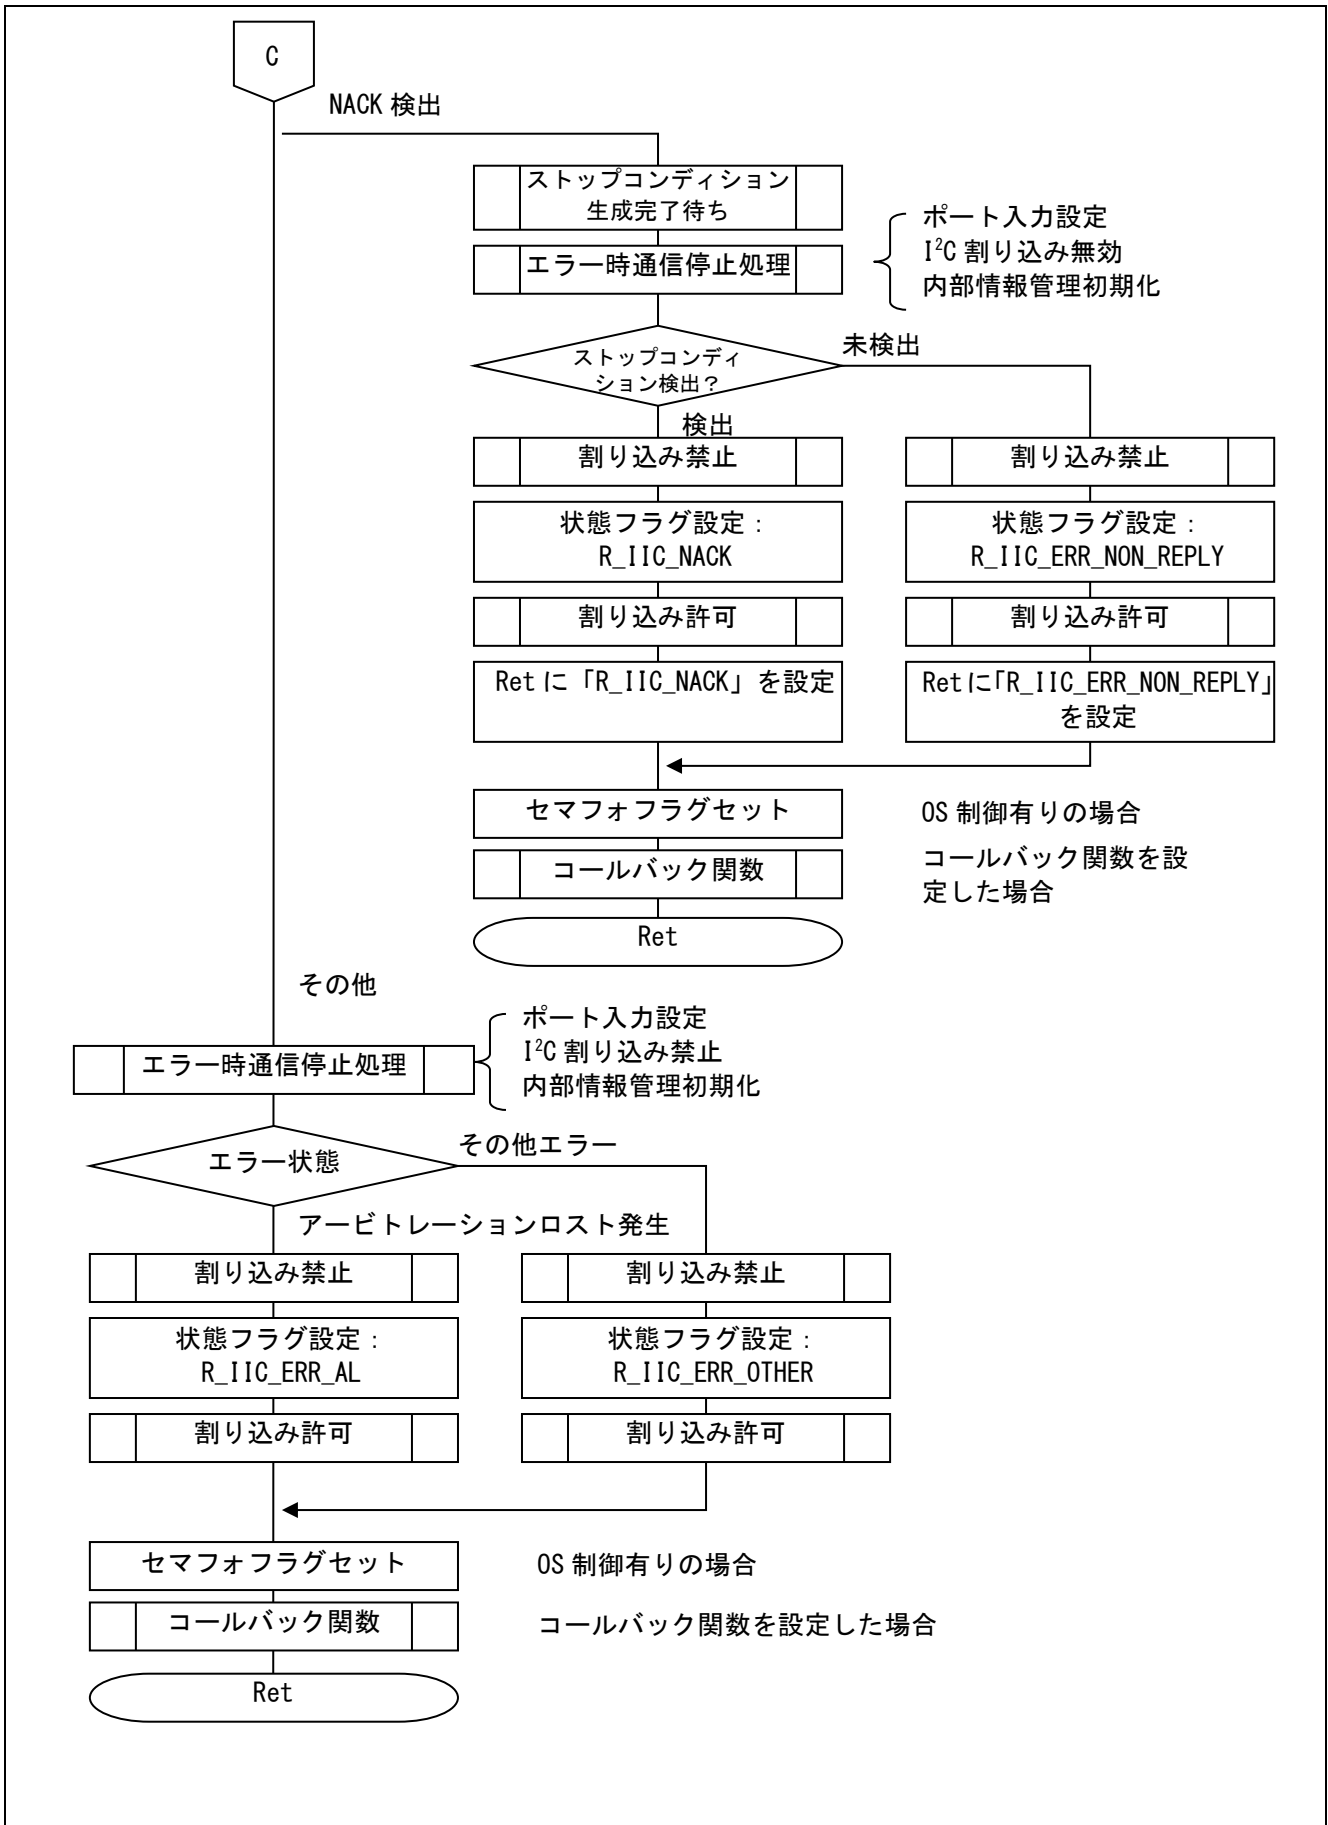 C
NACK 検出
ストップコンディション
生成完了待ち
エラー時通信停止処理
ポート入力設定
I²C 割り込み無効
内部情報管理初期化
ストップコンディ
ション検出？
未検出
検出
割り込み禁止
割り込み禁止
状態フラグ設定：
R_IIC_NACK
状態フラグ設定：
R_IIC_ERR_NON_REPLY
割り込み許可
割り込み許可
Ret に「R_IIC_NACK」を設定
Retに「R_IIC_ERR_NON_REPLY」
を設定
セマフォフラグセット
OS 制御有りの場合
コールバック関数
コールバック関数を設
定した場合
Ret
その他
エラー時通信停止処理
ポート入力設定
I²C 割り込み禁止
内部情報管理初期化
エラー状態
その他エラー
アービトレーションロスト発生
割り込み禁止
割り込み禁止
状態フラグ設定：
R_IIC_ERR_AL
状態フラグ設定：
R_IIC_ERR_OTHER
割り込み許可
割り込み許可
セマフォフラグセット
OS 制御有りの場合
コールバック関数
コールバック関数を設定した場合
Ret